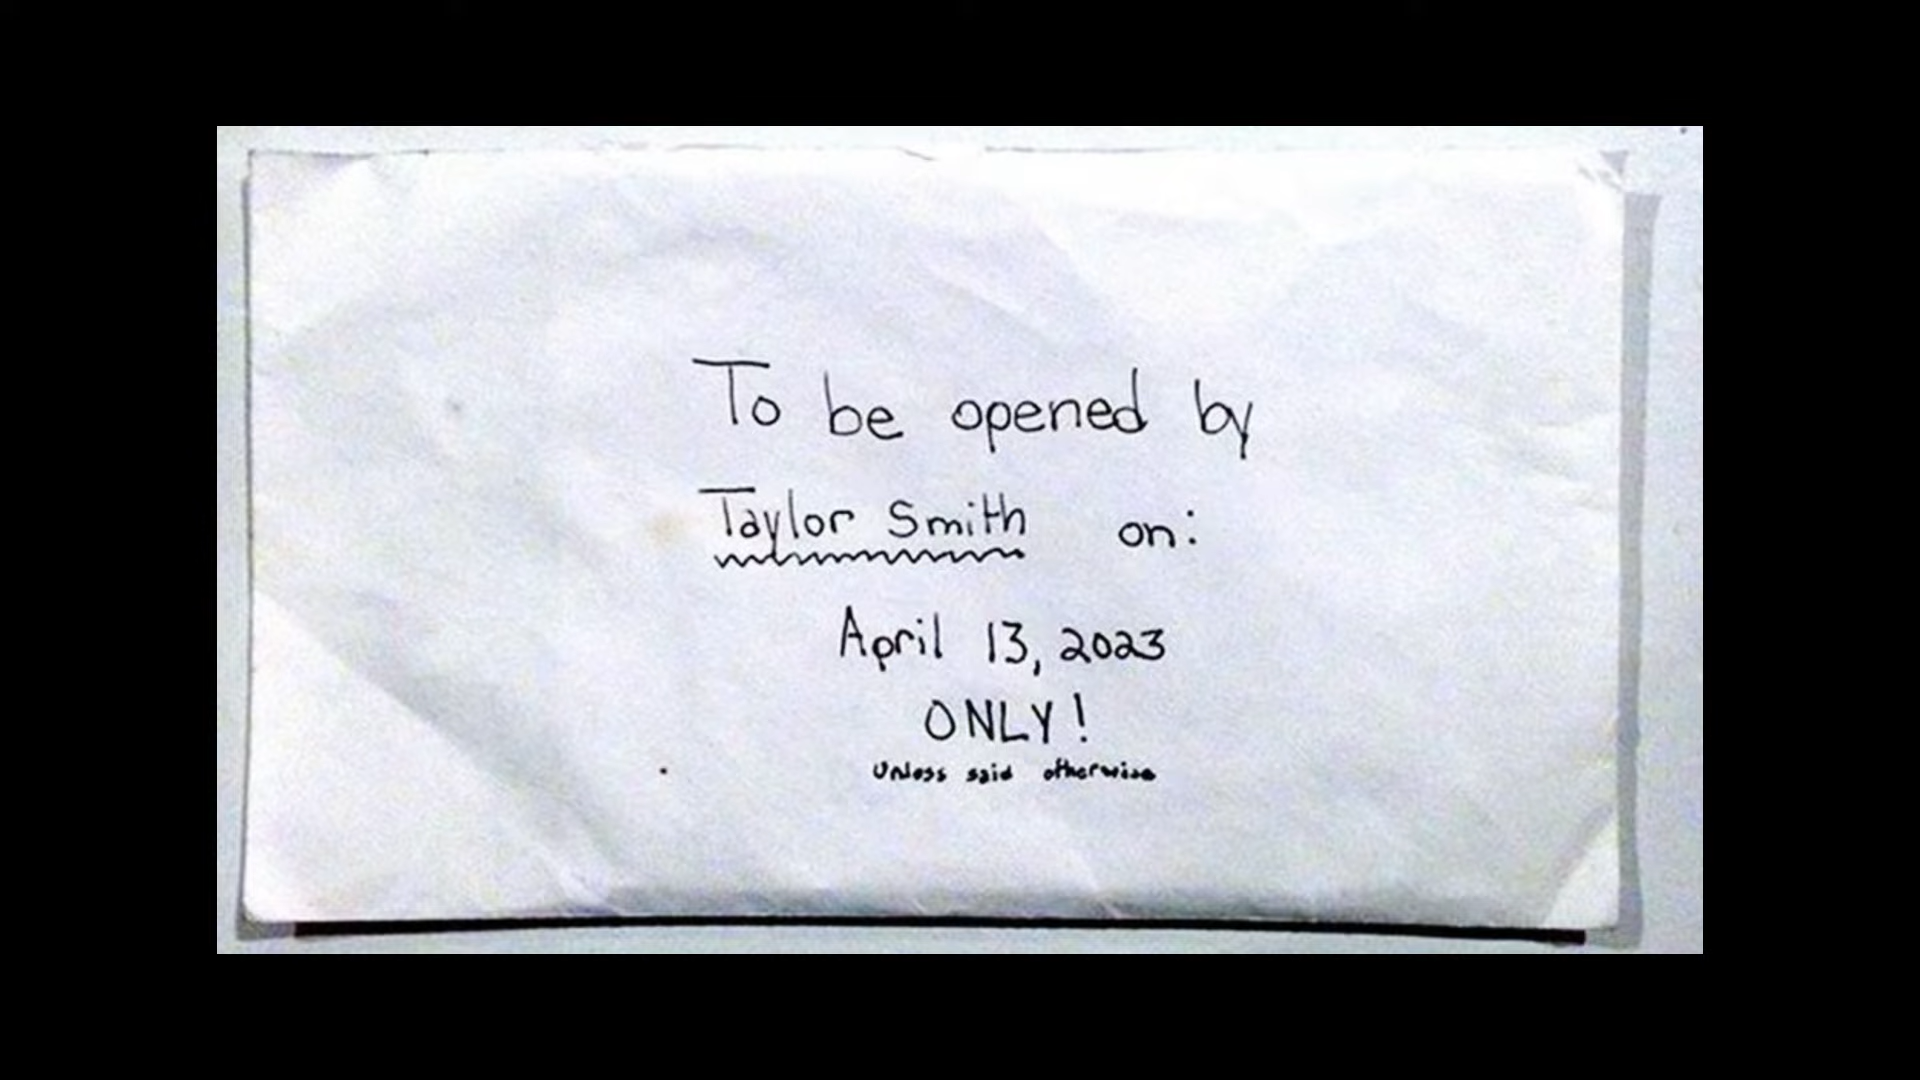 To be opened by
Taylor Smith on:
April 13, 2023
ONLY!
Unless said otherwise